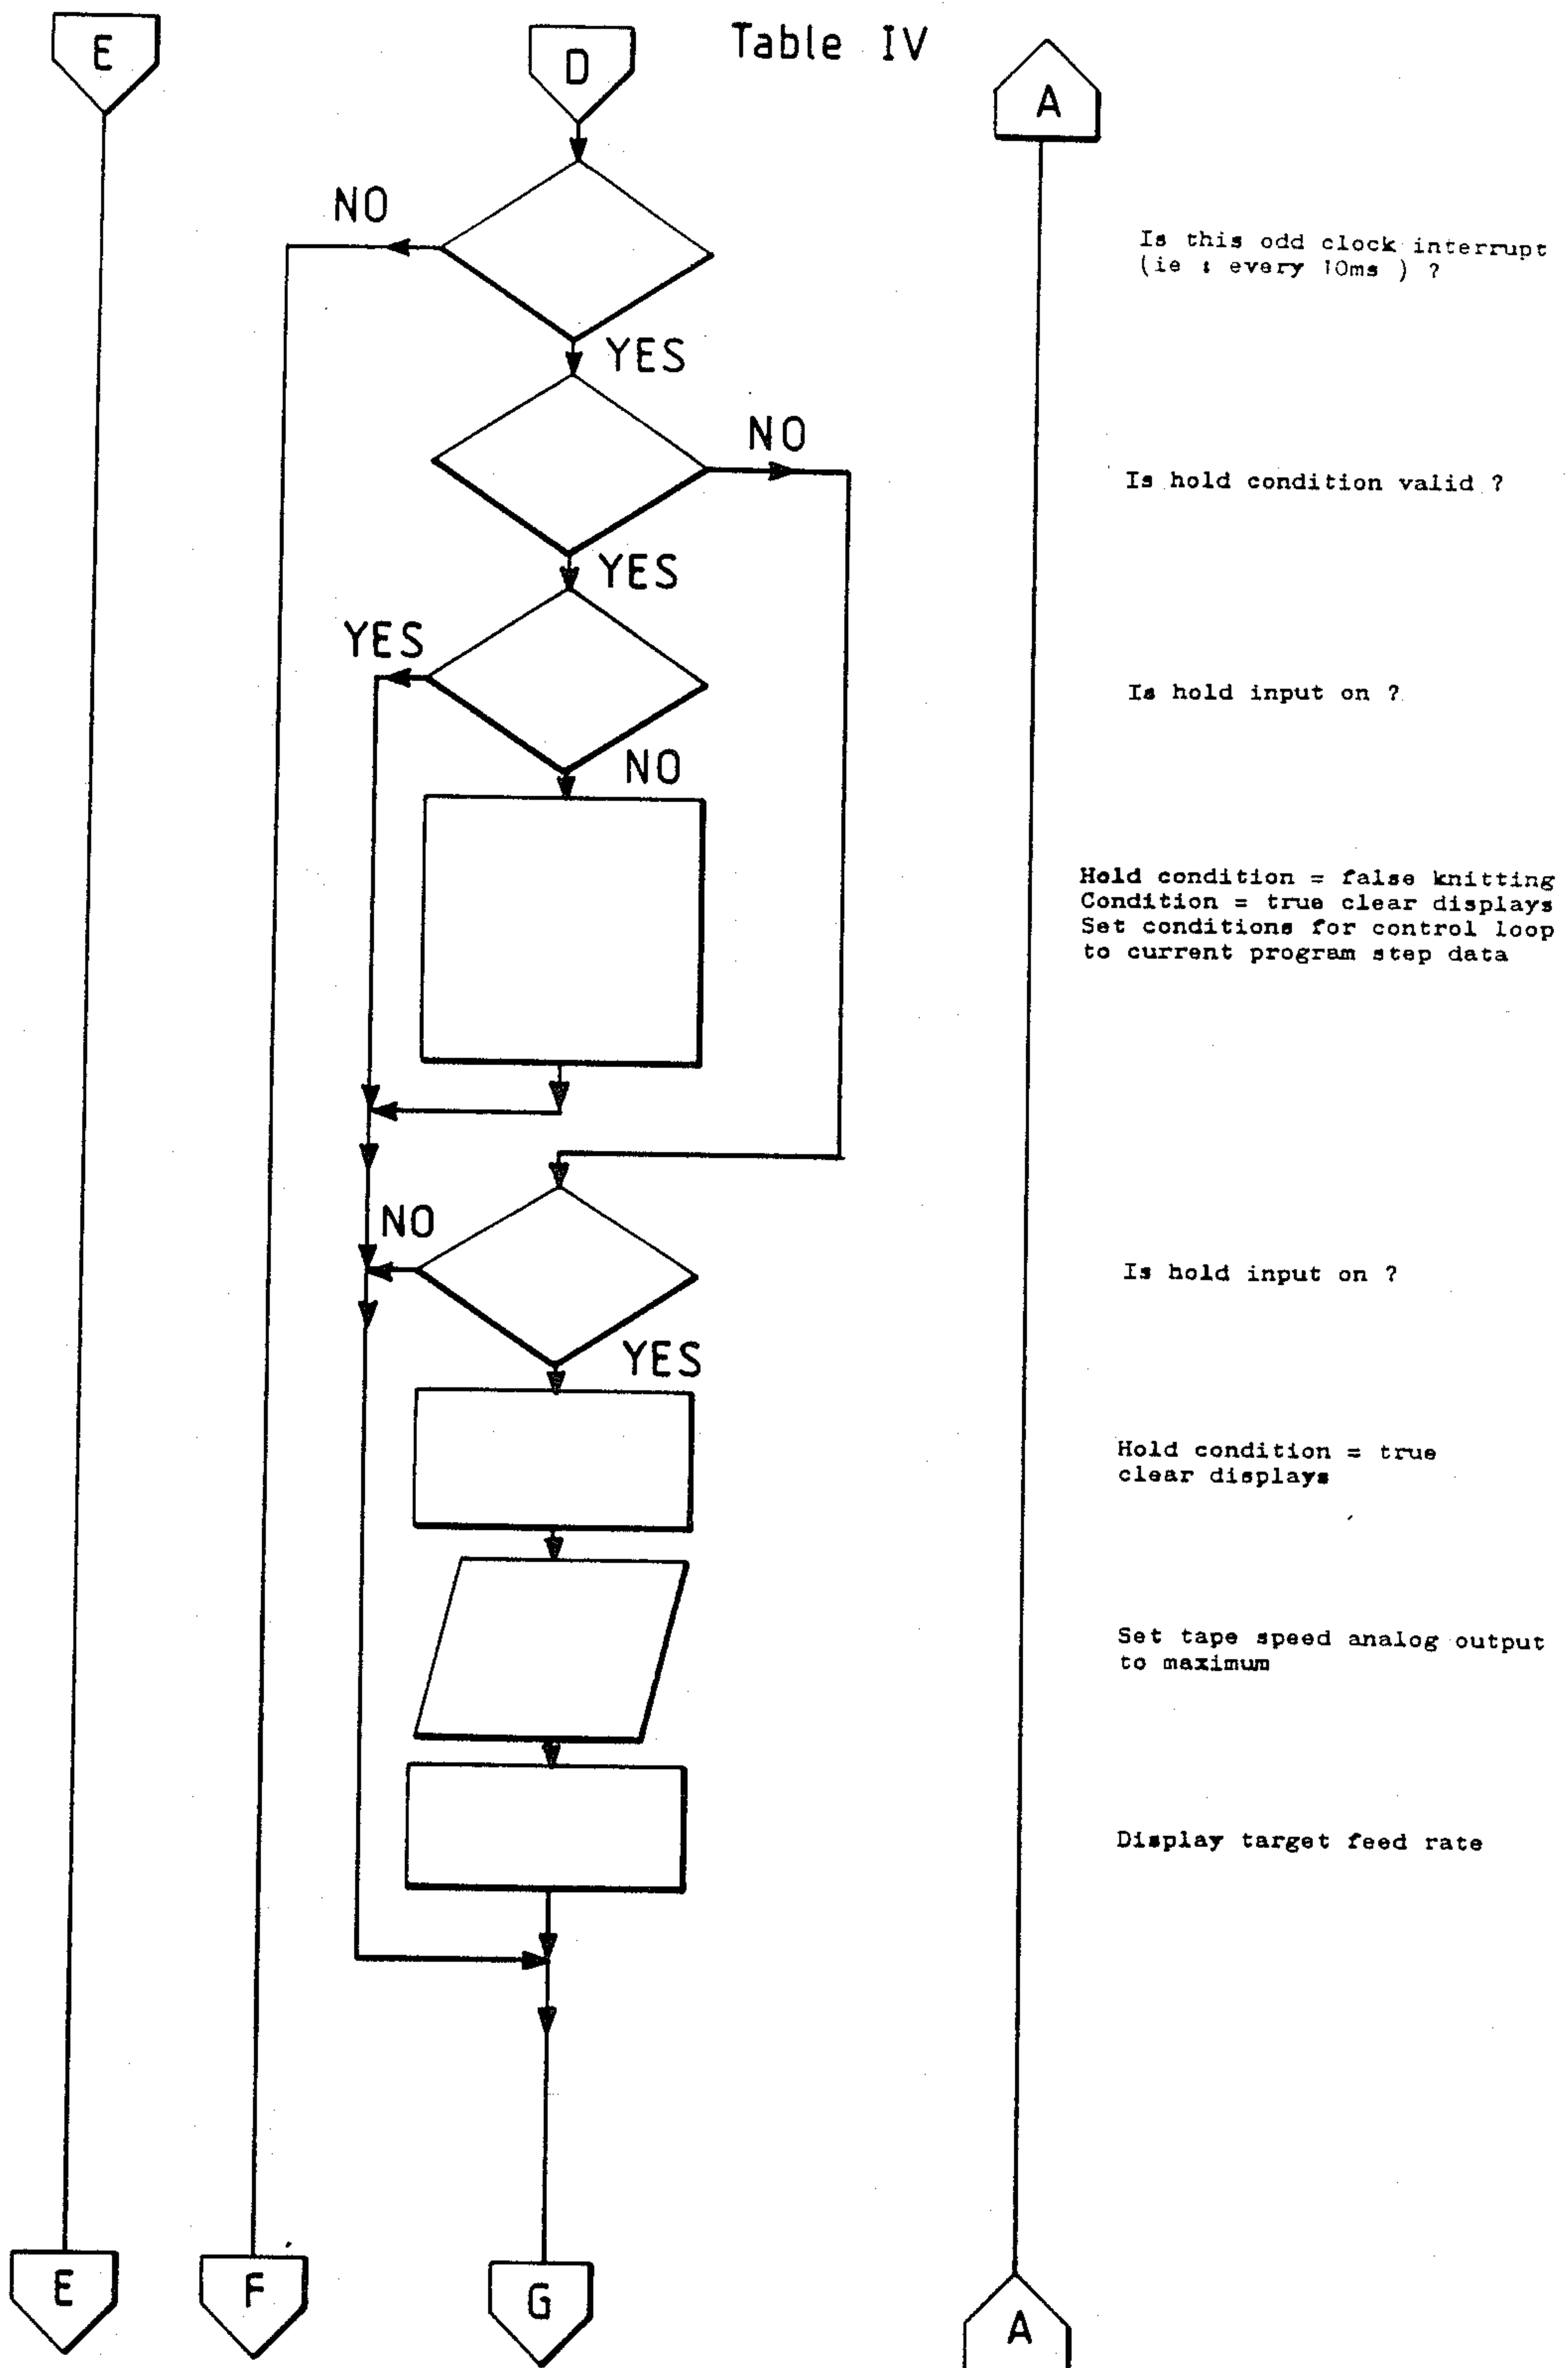 Table IV
E
D
A
NO
Is this odd clock interrupt
(ie : every 10ms ) ?
YES
NO
Is hold condition valid ?
YES
YES
Is hold input on ?
NO
Hold condition = false knitting
Condition = true clear displays
Set conditions for control loop
to current program step data
NO
Is hold input on ?
YES
Hold condition = true
clear displays
Set tape speed analog output
to maximum
Display target feed rate
E
F
G
A